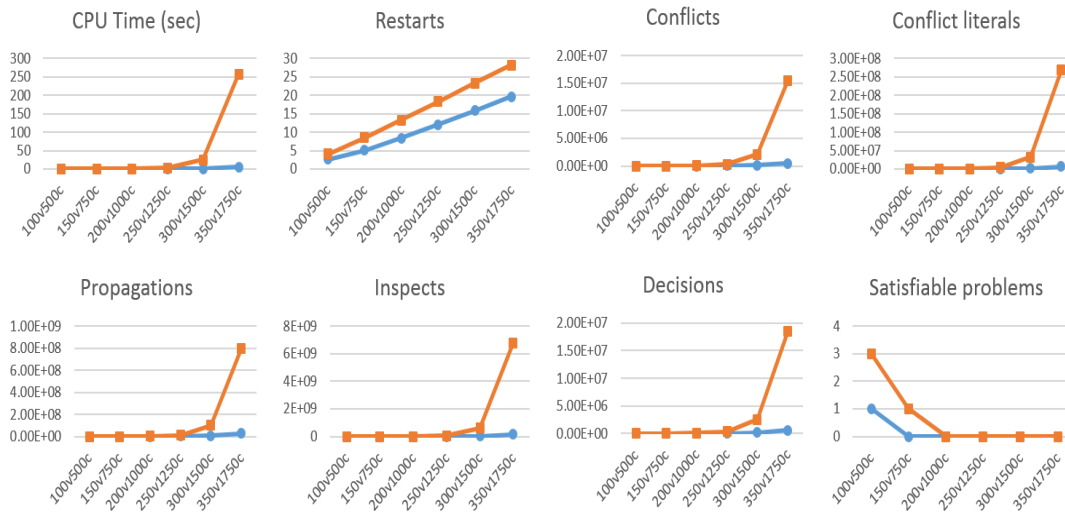 CPU Time (sec)
300
250
200
150
100
50
0
100v500c
150v750c
200v1000c
250v1250c
300v1500c
350v1750c
Restarts
30
25
20
15
10
5
0
100v500c
150v750c
200v1000c
250v1250c
300v1500c
350v1750c
Conflicts
2.00E+07
1.50E+07
1.00E+07
5.00E+06
0.00E+00
100v500c
150v750c
200v1000c
250v1250c
300v1500c
350v1750c
Conflict literals
3.00E+08
2.50E+08
2.00E+08
1.50E+08
1.00E+08
5.00E+07
0.00E+00
100v500c
150v750c
200v1000c
250v1250c
300v1500c
350v1750c
Propagations
1.00E+09
8.00E+08
6.00E+08
4.00E+08
2.00E+08
0.00E+00
100v500c
150v750c
200v1000c
250v1250c
300v1500c
350v1750c
Inspects
8E+09
6E+09
4E+09
2E+09
0
100v500c
150v750c
200v1000c
250v1250c
300v1500c
350v1750c
Decisions
2.00E+07
1.50E+07
1.00E+07
5.00E+06
0.00E+00
100v500c
150v750c
200v1000c
250v1250c
300v1500c
350v1750c
Satisfiable problems
4
3
2
1
0
100v500c
150v750c
200v1000c
250v1250c
300v1500c
350v1750c